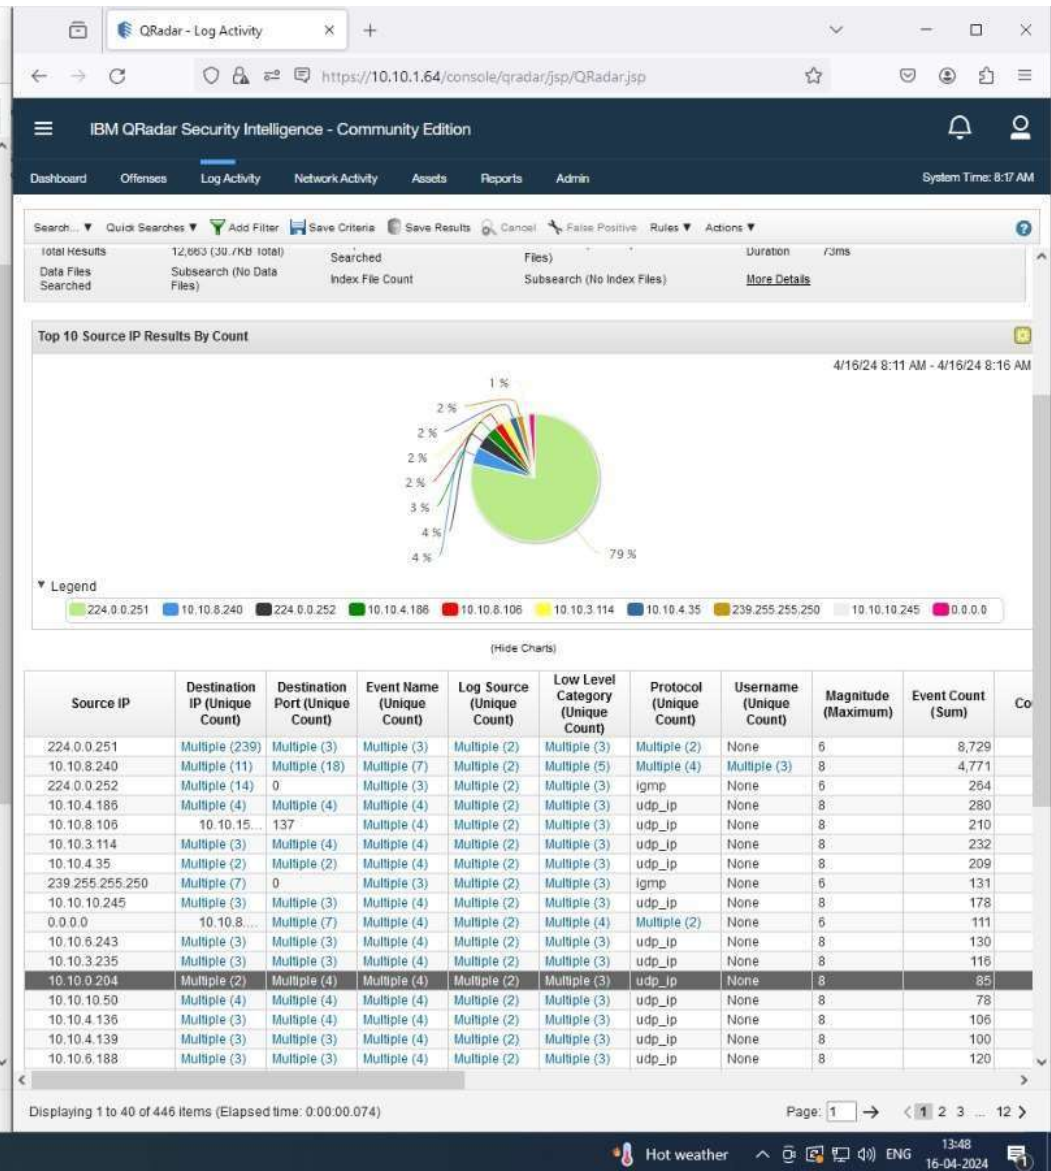 QRadar - Log Activity
https://10.10.1.64/console/qradar/jsp/QRadar.jsp
IBM QRadar Security Intelligence - Community Edition
Dashboard Offenses Log Activity Network Activity Assets Reports Admin System Time: 8:17 AM
Search... Quick Searches Add Filter Save Criteria Save Results Cancel False Positive Rules Actions
Total Results 12,663 (30.7KB Total) Searched Files) Duration 73ms
Data Files Searched Subsearch (No Data Files) Index File Count Subsearch (No Index Files) More Details
Top 10 Source IP Results By Count
4/16/24 8:11 AM - 4/16/24 8:16 AM
1 %
2 %
2 %
2 %
2 %
3 %
4 %
4 %
79 %
Legend
224.0.0.251 10.10.8.240 224.0.0.252 10.10.4.186 10.10.8.106 10.10.3.114 10.10.4.35 239.255.255.250 10.10.10.245 0.0.0.0
(Hide Charts)
Source IP Destination IP (Unique Count) Destination Port (Unique Count) Event Name (Unique Count) Log Source (Unique Count) Low Level Category (Unique Count) Protocol (Unique Count) Username (Unique Count) Magnitude (Maximum) Event Count (Sum) Co
224.0.0.251 Multiple (239) Multiple (3) Multiple (3) Multiple (2) Multiple (3) Multiple (2) None 6 8,729
10.10.8.240 Multiple (11) Multiple (18) Multiple (7) Multiple (2) Multiple (5) Multiple (4) Multiple (3) 8 4,771
224.0.0.252 Multiple (14) 0 Multiple (3) Multiple (2) Multiple (3) igmp None 6 264
10.10.4.186 Multiple (4) Multiple (4) Multiple (4) Multiple (2) Multiple (3) udp_ip None 8 280
10.10.8.106 10.10.15... 137 Multiple (4) Multiple (2) Multiple (3) udp_ip None 8 210
10.10.3.114 Multiple (3) Multiple (4) Multiple (4) Multiple (2) Multiple (3) udp_ip None 8 232
10.10.4.35 Multiple (2) Multiple (2) Multiple (4) Multiple (2) Multiple (3) udp_ip None 8 209
239.255.255.250 Multiple (7) 0 Multiple (3) Multiple (2) Multiple (3) igmp None 6 131
10.10.10.245 Multiple (3) Multiple (3) Multiple (4) Multiple (2) Multiple (3) udp_ip None 8 178
0.0.0.0 10.10.8.... Multiple (7) Multiple (4) Multiple (2) Multiple (4) Multiple (2) None 6 111
10.10.6.243 Multiple (3) Multiple (3) Multiple (4) Multiple (2) Multiple (3) udp_ip None 8 130
10.10.3.235 Multiple (3) Multiple (3) Multiple (4) Multiple (2) Multiple (3) udp_ip None 8 116
10.10.0.204 Multiple (2) Multiple (4) Multiple (4) Multiple (2) Multiple (3) udp_ip None 8 85
10.10.10.50 Multiple (4) Multiple (4) Multiple (4) Multiple (2) Multiple (3) udp_ip None 8 78
10.10.4.136 Multiple (3) Multiple (4) Multiple (4) Multiple (2) Multiple (3) udp_ip None 8 106
10.10.4.139 Multiple (3) Multiple (3) Multiple (4) Multiple (2) Multiple (3) udp_ip None 8 100
10.10.6.188 Multiple (3) Multiple (3) Multiple (4) Multiple (2) Multiple (3) udp_ip None 8 120
Displaying 1 to 40 of 446 items (Elapsed time: 0:00:00.074) Page: 1 1 2 3 ... 12
Hot weather ENG 13:48
16-04-2024